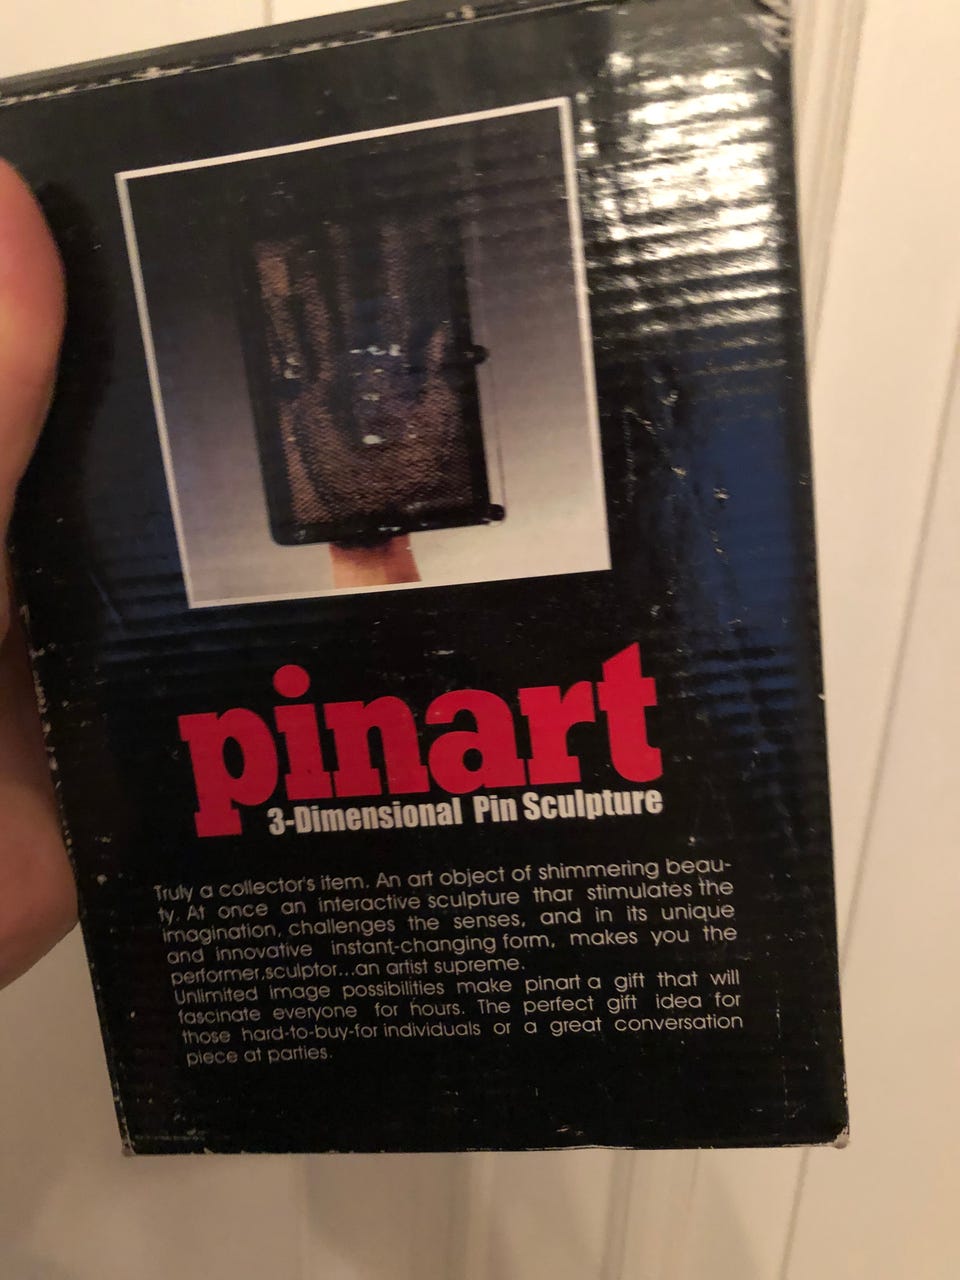 pinart
3-Dimensional Pin Sculpture
Truly a collector's item. An art object of shimmering beau-
ty. At once an interactive sculpture thar stimulates the
imagination, challenges the senses, and in its unique
and innovative instant-changing form, makes you the
performer,sculptor...an artist supreme.
Unlimited image possibilities make pinart a gift that will
fascinate everyone for hours. The perfect gift idea for
those hard-to-buy-for individuals or a great conversation
piece at parties.